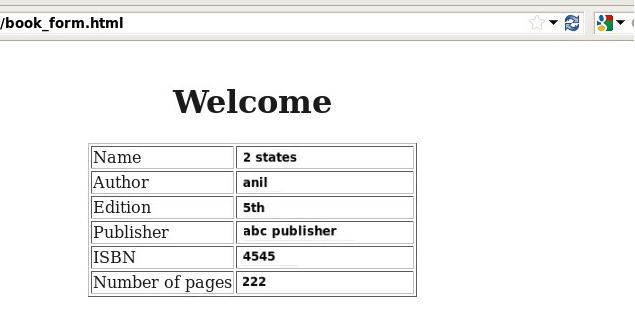 /book_form.html
Welcome
Name 2 states
Author anil
Edition 5th
Publisher abc publisher
ISBN 4545
Number of pages 222